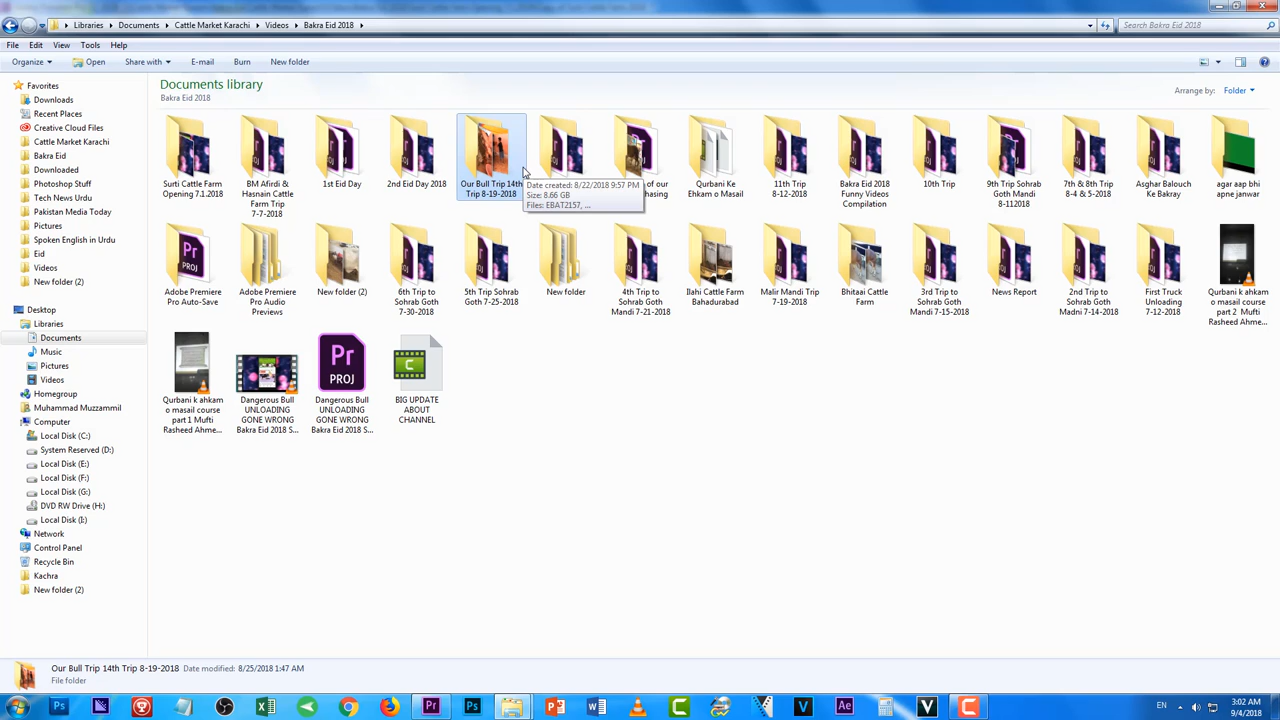 Libraries ▸ Documents ▸ Cattle Market Karachi ▸ Videos ▸ Bakra Eid 2018 ▸
Search Bakra Eid 2018
File Edit View Tools Help
Organize Open Share with E-mail Burn New folder
Documents library
Bakra Eid 2018
Arrange by: Folder
Favorites
Downloads
Recent Places
Creative Cloud Files
Cattle Market Karachi
Bakra Eid
Downloaded
Photoshop Stuff
Tech News Urdu
Pakistan Media Today
Pictures
Spoken English in Urdu
Eid
Videos
New folder (2)
Desktop
Libraries
Documents
Music
Pictures
Videos
Homegroup
Muhammad Muzzammil
Computer
Local Disk (C:)
System Reserved (D:)
Local Disk (E:)
Local Disk (F:)
Local Disk (G:)
DVD RW Drive (H:)
Local Disk (I:)
Network
Control Panel
Recycle Bin
Kachra
New folder (2)
Surti Cattle Farm
Opening 7.1.2018
BM Afirdi &
Hussnain Cattle
Farm Trip
7-7-2018
1st Eid Day
2nd Eid Day 2018
Our Bull Trip 14th
Trip 8-19-2018
Date created: 8/22/2018 9:57 PM
Size: 8.66 GB
Files: EBAT2157, ...
of our
hasing
Qurbani Ke
Ehkam o Masail
11th Trip
8-12-2018
Bakra Eid 2018
Funny Videos
Compilation
10th Trip
9th Trip Sohrab
Goth Mandi
8-112018
7th & 8th Trip
8-4 & 5-2018
Asghar Balouch
Ke Bakray
agar aap bhi
apne janwar
Adobe Premiere
Pro Auto-Save
Adobe Premiere
Pro Audio
Previews
New folder (2)
6th Trip to
Sohrab Goth
7-30-2018
5th Trip Sohrab
Goth 7-25-2018
New folder
4th Trip to
Sohrab Goth
Mandi 7-21-2018
Ilahi Cattle Farm
Bahadurabad
Malir Mandi Trip
7-19-2018
Bhitaai Cattle
Farm
3rd Trip to
Sohrab Goth
Mandi 7-15-2018
News Report
2nd Trip to
Sohrab Goth
Madni 7-14-2018
First Truck
Unloading
7-12-2018
Qurbani k ahkam
o masail course
part 2 Mufti
Rasheed Ahme...
Qurbani k ahkam
o masail course
part 1 Mufti
Rasheed Ahme...
Dangerous Bull
UNLOADING
GONE WRONG
Bakra Eid 2018 S...
Pr
PROJ
Dangerous Bull
UNLOADING
GONE WRONG
Bakra Eid 2018 S...
BIG UPDATE
ABOUT
CHANNEL
Our Bull Trip 14th Trip 8-19-2018 Date modified: 8/25/2018 1:47 AM
File folder
EN
3:02 AM
9/4/2018